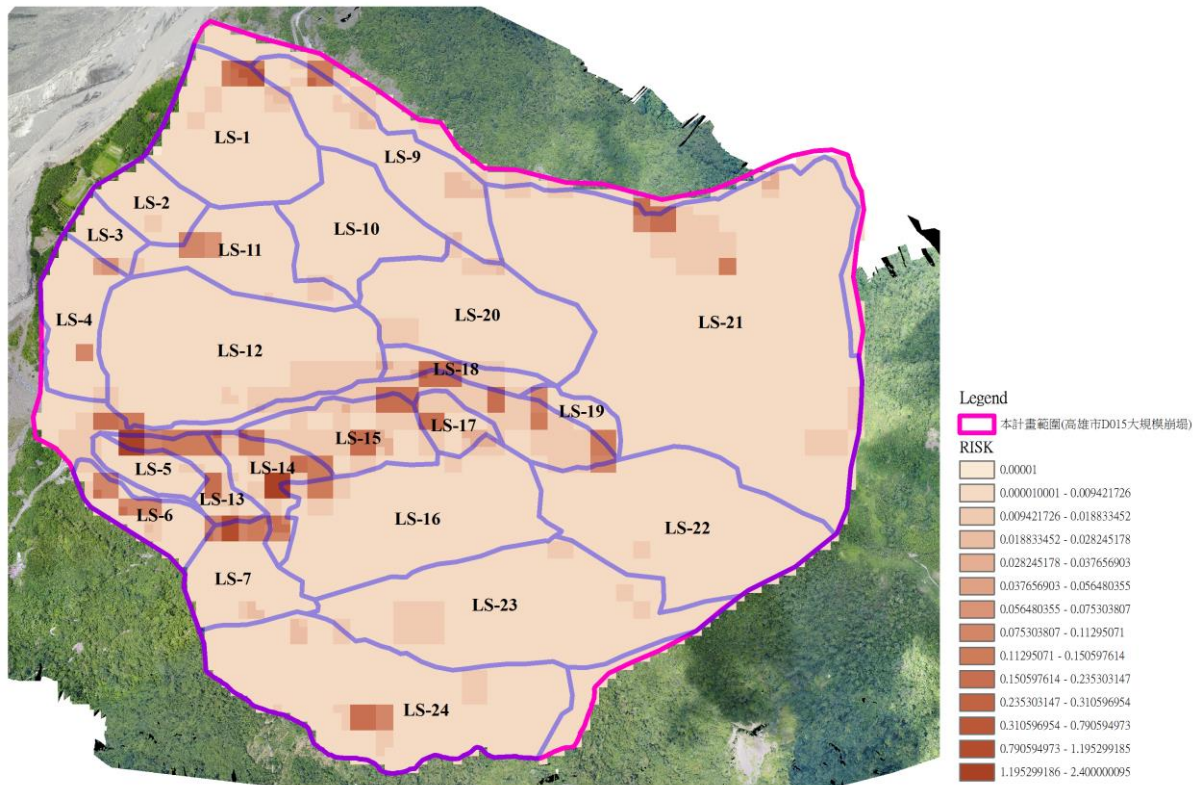 LS-1
LS-9
LS-2
LS-3
LS-11
LS-10
LS-4
LS-20
LS-21
LS-12
LS-18
LS-19
LS-17
LS-15
LS-5
LS-14
LS-13
LS-6
LS-16
LS-22
LS-7
LS-23
LS-24
Legend
本計畫範圍(高雄市D015大規模崩塌)
RISK
0.00001
0.000010001 - 0.009421726
0.009421726 - 0.018833452
0.018833452 - 0.028245178
0.028245178 - 0.037656903
0.037656903 - 0.056480355
0.056480355 - 0.075303807
0.075303807 - 0.11295071
0.11295071 - 0.150597614
0.150597614 - 0.235303147
0.235303147 - 0.310596954
0.310596954 - 0.790594973
0.790594973 - 1.195299185
1.195299186 - 2.400000095